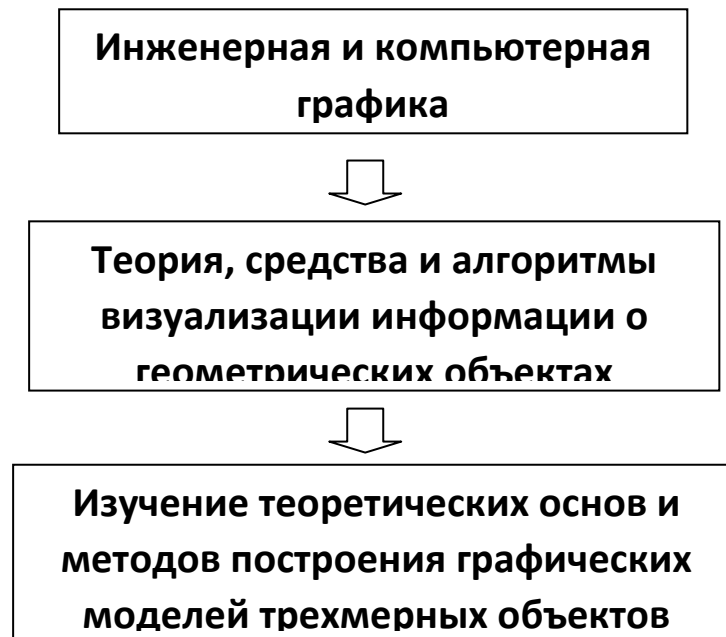 Инженерная и компьютерная
графика
Теория, средства и алгоритмы
визуализации информации о
геометрических объектах
Изучение теоретических основ и
методов построения графических
моделей трехмерных объектов